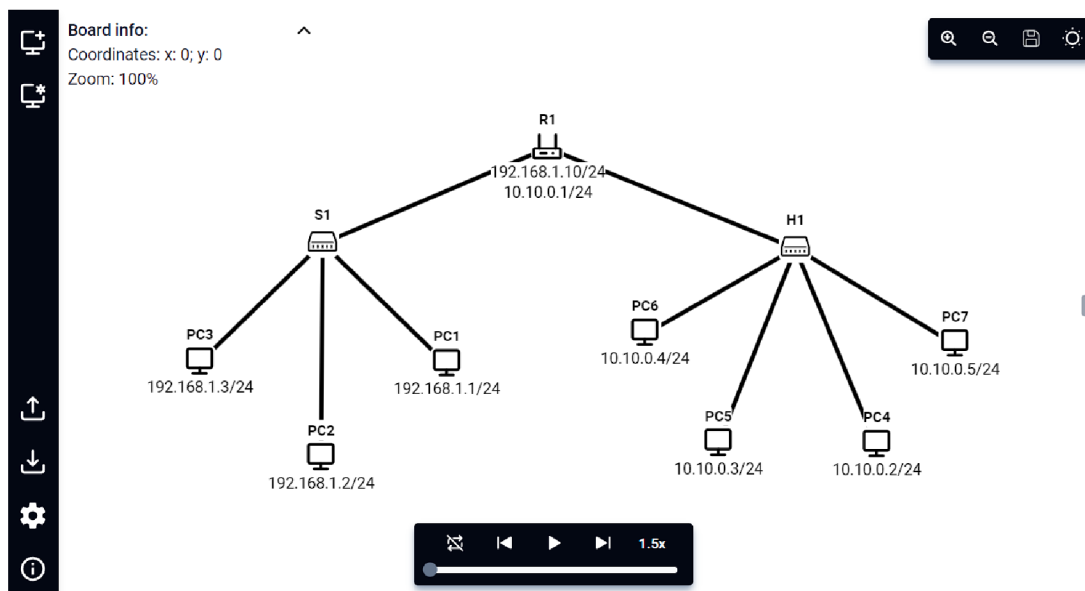 Board info:
Coordinates: x: 0; y: 0
Zoom: 100%
R1
192.168.1.10/24
10.10.0.1/24
S1
H1
PC6
10.10.0.4/24
PC7
10.10.0.5/24
PC3
192.168.1.3/24
PC1
192.168.1.1/24
PC5
10.10.0.3/24
PC4
10.10.0.2/24
PC2
192.168.1.2/24
1.5x